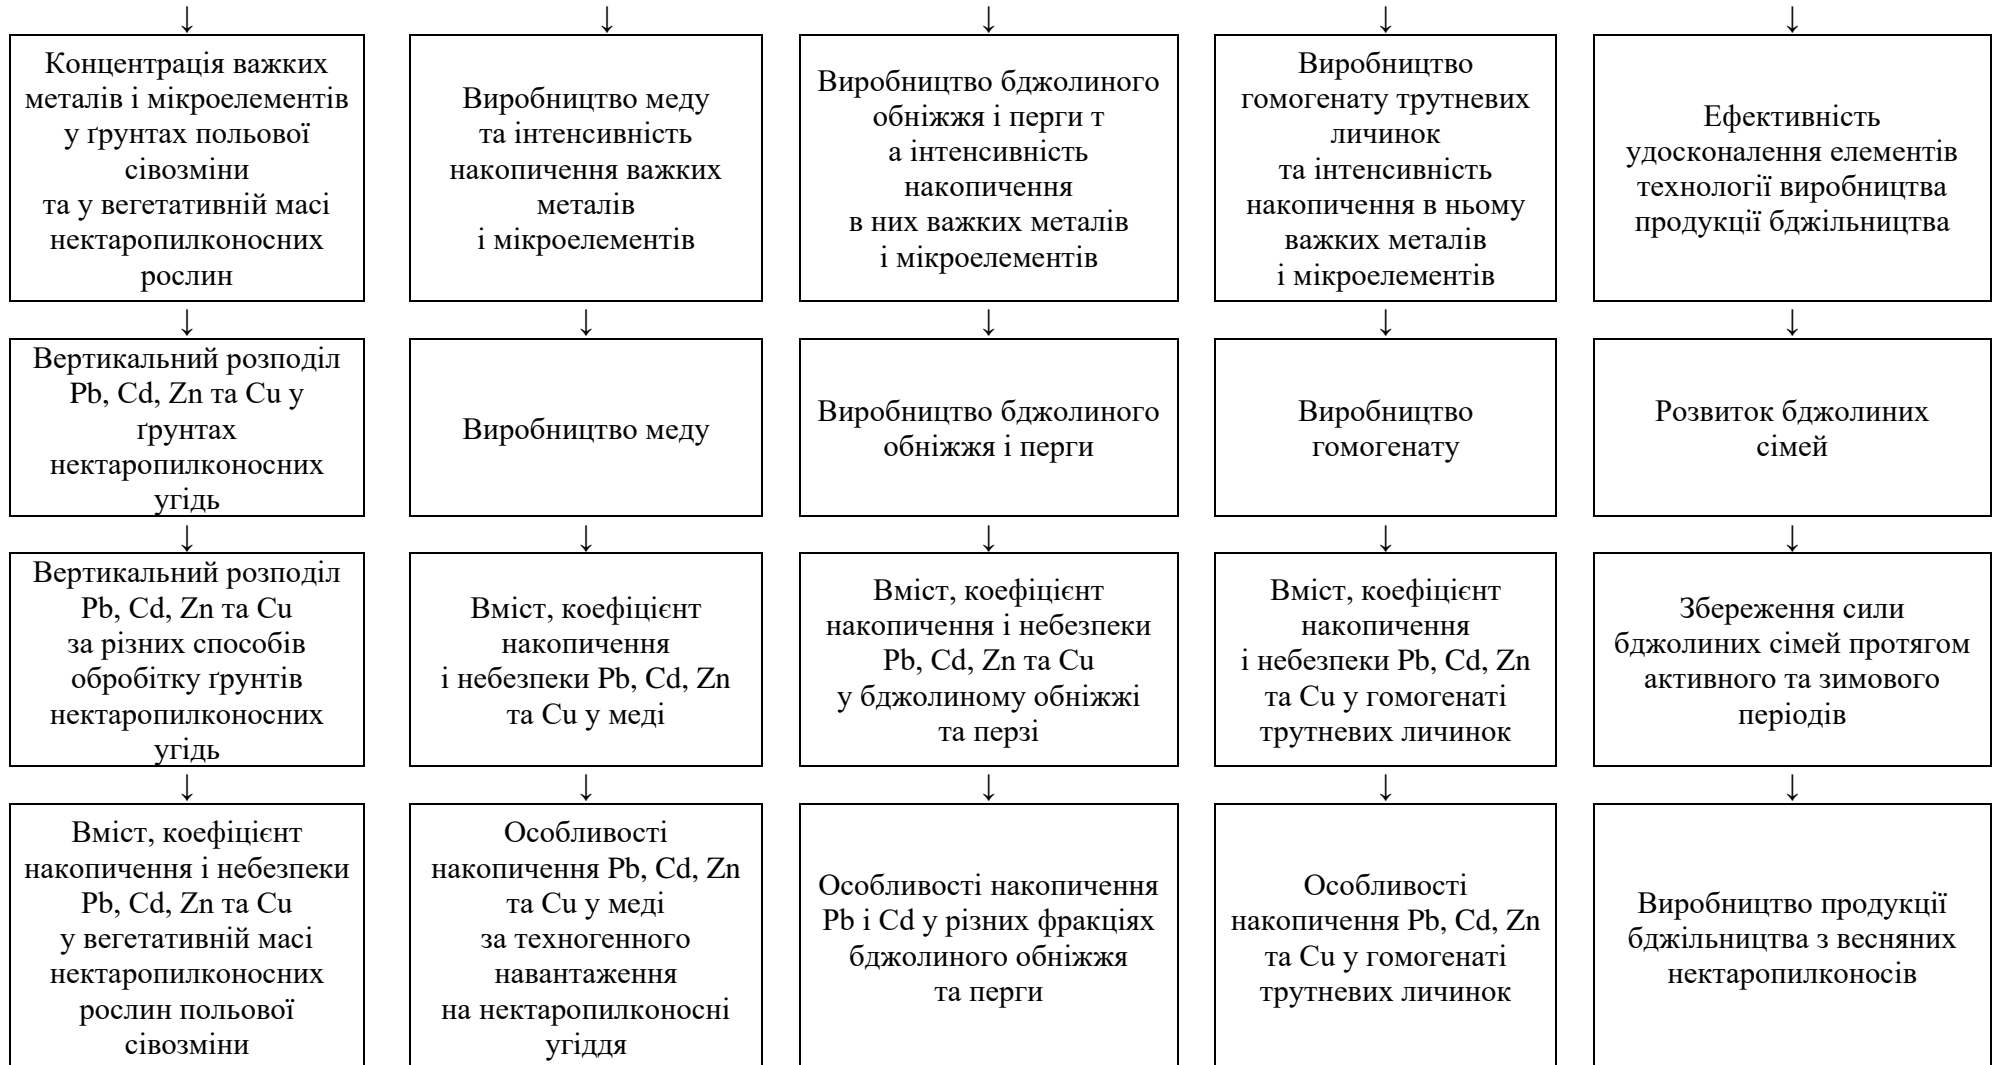 ↓ ↓ ↓ ↓ ↓
Концентрація важких
металів і мікроелементів
у ґрунтах польової
сівозміни
та у вегетативній масі
нектаропилконосних
рослин
Виробництво меду
та інтенсивність
накопичення важких
металів
і мікроелементів
Виробництво бджолиного
обніжжя і перги т
а інтенсивність
накопичення
в них важких металів
і мікроелементів
Виробництво
гомогенату трутневих
личинок
та інтенсивність
накопичення в ньому
важких металів
і мікроелементів
Ефективність
удосконалення елементів
технології виробництва
продукції бджільництва
↓ ↓ ↓ ↓ ↓
Вертикальний розподіл
Pb, Cd, Zn та Cu у
ґрунтах
нектаропилконосних
угідь
Виробництво меду
Виробництво бджолиного
обніжжя і перги
Виробництво
гомогенату
Розвиток бджолиних
сімей
↓ ↓ ↓ ↓ ↓
Вертикальний розподіл
Pb, Cd, Zn та Cu
за різних способів
обробітку ґрунтів
нектаропилконосних
угідь
Вміст, коефіцієнт
накопичення
і небезпеки Pb, Cd, Zn
та Cu у меді
Вміст, коефіцієнт
накопичення і небезпеки
Pb, Cd, Zn та Cu
у бджолиному обніжжі
та перзі
Вміст, коефіцієнт
накопичення
і небезпеки Pb, Cd, Zn
та Cu у гомогенаті
трутневих личинок
Збереження сили
бджолиних сімей протягом
активного та зимового
періодів
↓ ↓ ↓ ↓ ↓
Вміст, коефіцієнт
накопичення і небезпеки
Pb, Cd, Zn та Cu
у вегетативній масі
нектаропилконосних
рослин польової
сівозміни
Особливості
накопичення Pb, Cd, Zn
та Cu у меді
за техногенного
навантаження
на нектаропилконосні
угіддя
Особливості накопичення
Pb і Cd у різних фракціях
бджолиного обніжжя
та перги
Особливості
накопичення Pb, Cd, Zn
та Cu у гомогенаті
трутневих личинок
Виробництво продукції
бджільництва з весняних
нектаропилконосів